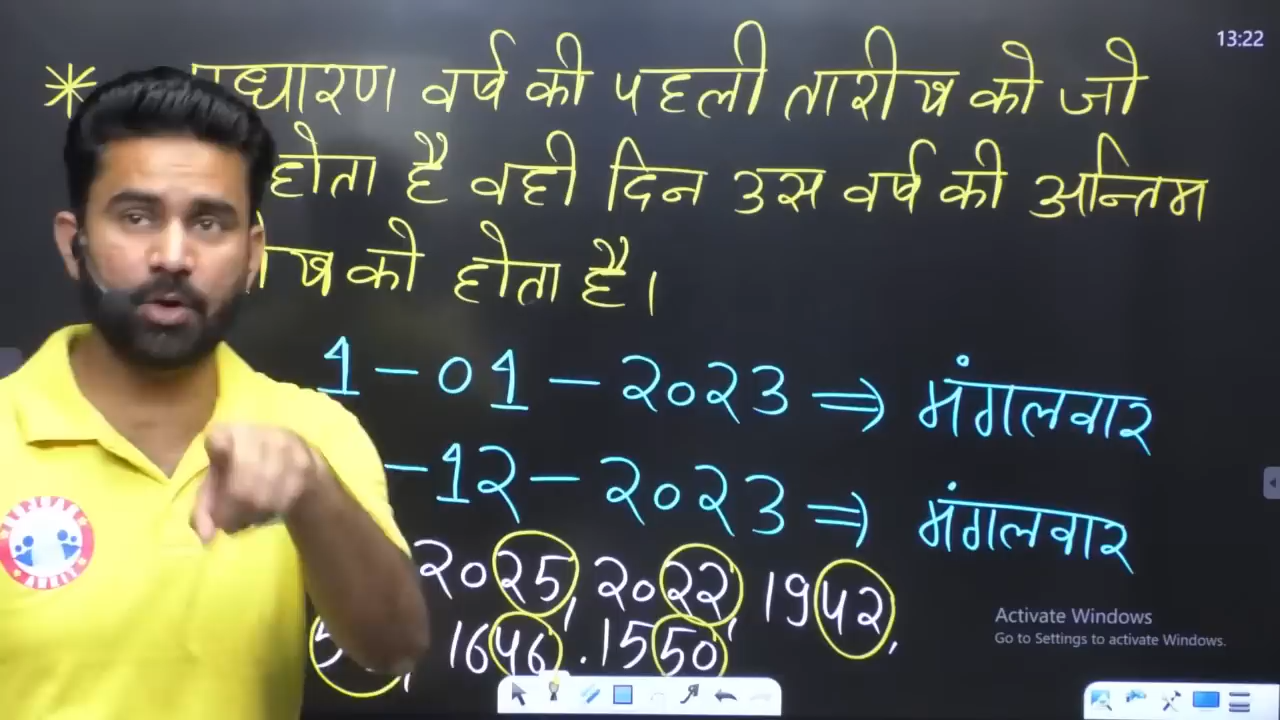 13:22
* वर्ष की पहली तारीख को जो
होता है वही दिन उस वर्ष की अन्तिम
को होता है।
1-01-2023 ⇒ मंगलवार
-12-2023 ⇒ मंगलवार
2025, 2022, 1942,
1646, 1550
Activate Windows
Go to Settings to activate Windows.